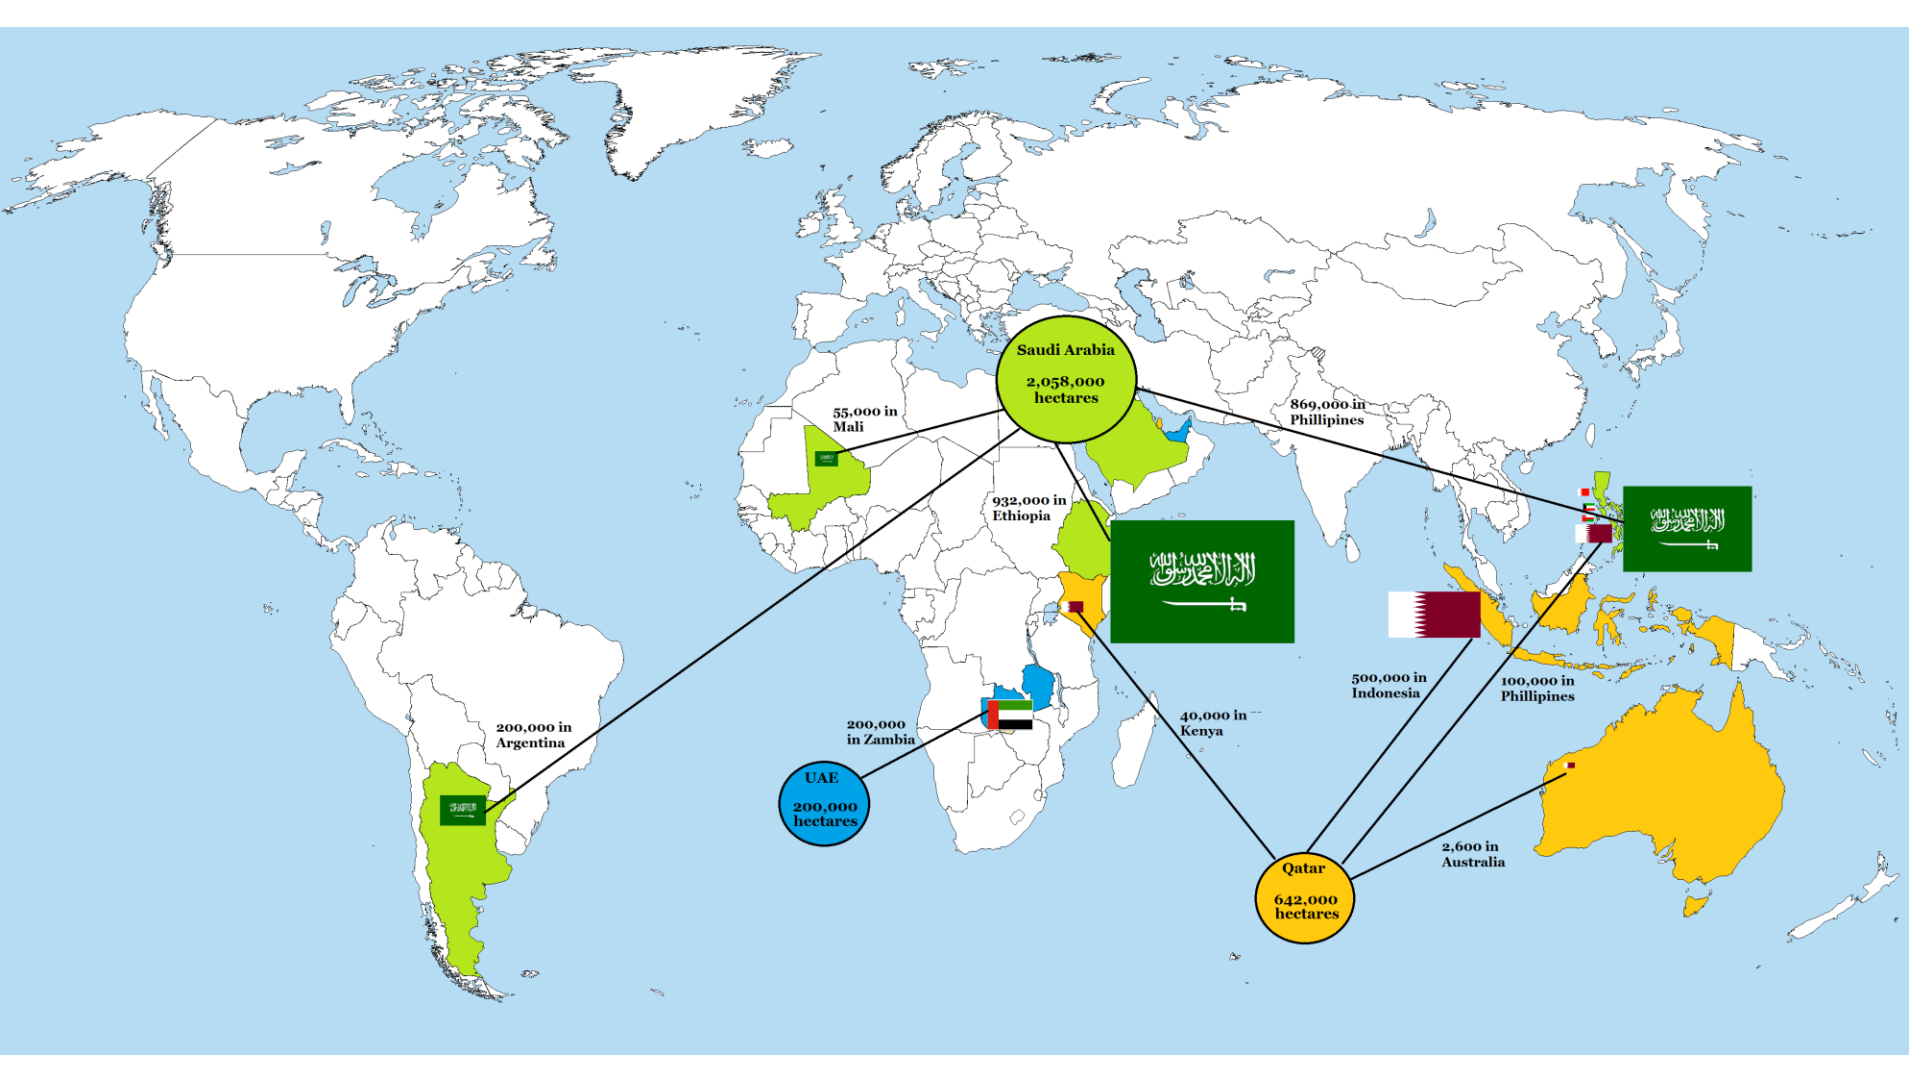 Saudi Arabia
2,058,000
hectares
55,000 in
Mali
869,000 in
Phillipines
932,000 in
Ethiopia
500,000 in
Indonesia
100,000 in
Phillipines
200,000 in
Argentina
200,000
in Zambia
40,000 in
Kenya
UAE
200,000
hectares
2,600 in
Australia
Qatar
642,000
hectares